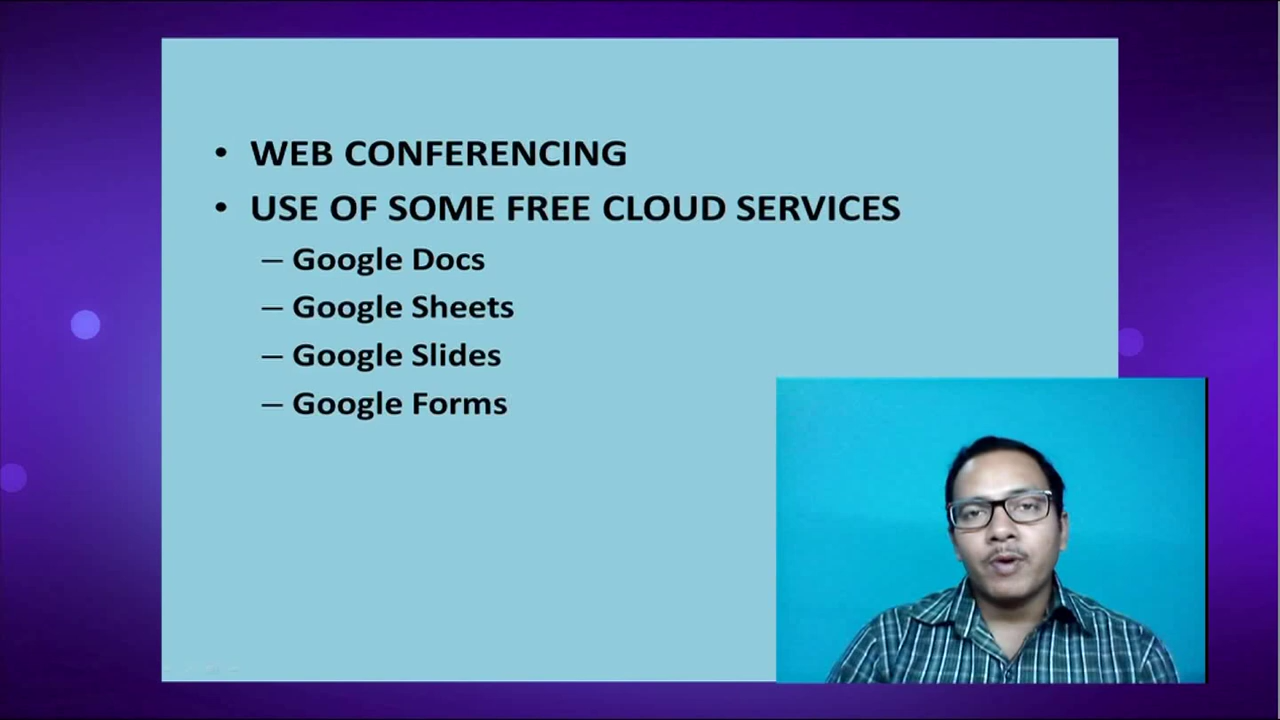 • WEB CONFERENCING
• USE OF SOME FREE CLOUD SERVICES
– Google Docs
– Google Sheets
– Google Slides
– Google Forms